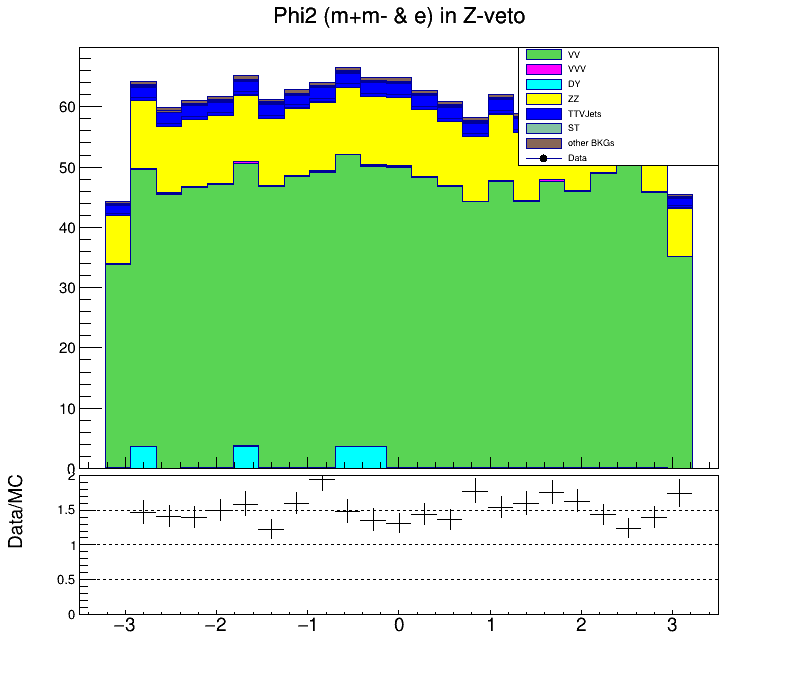 Phi2 (m+m- & e) in Z-veto
VV
VVV
DY
ZZ
TTVJets
ST
other BKGs
Data
60
50
40
30
20
10
0
Data/MC
2
1.5
1
0.5
0
−3 −2 −1 0 1 2 3